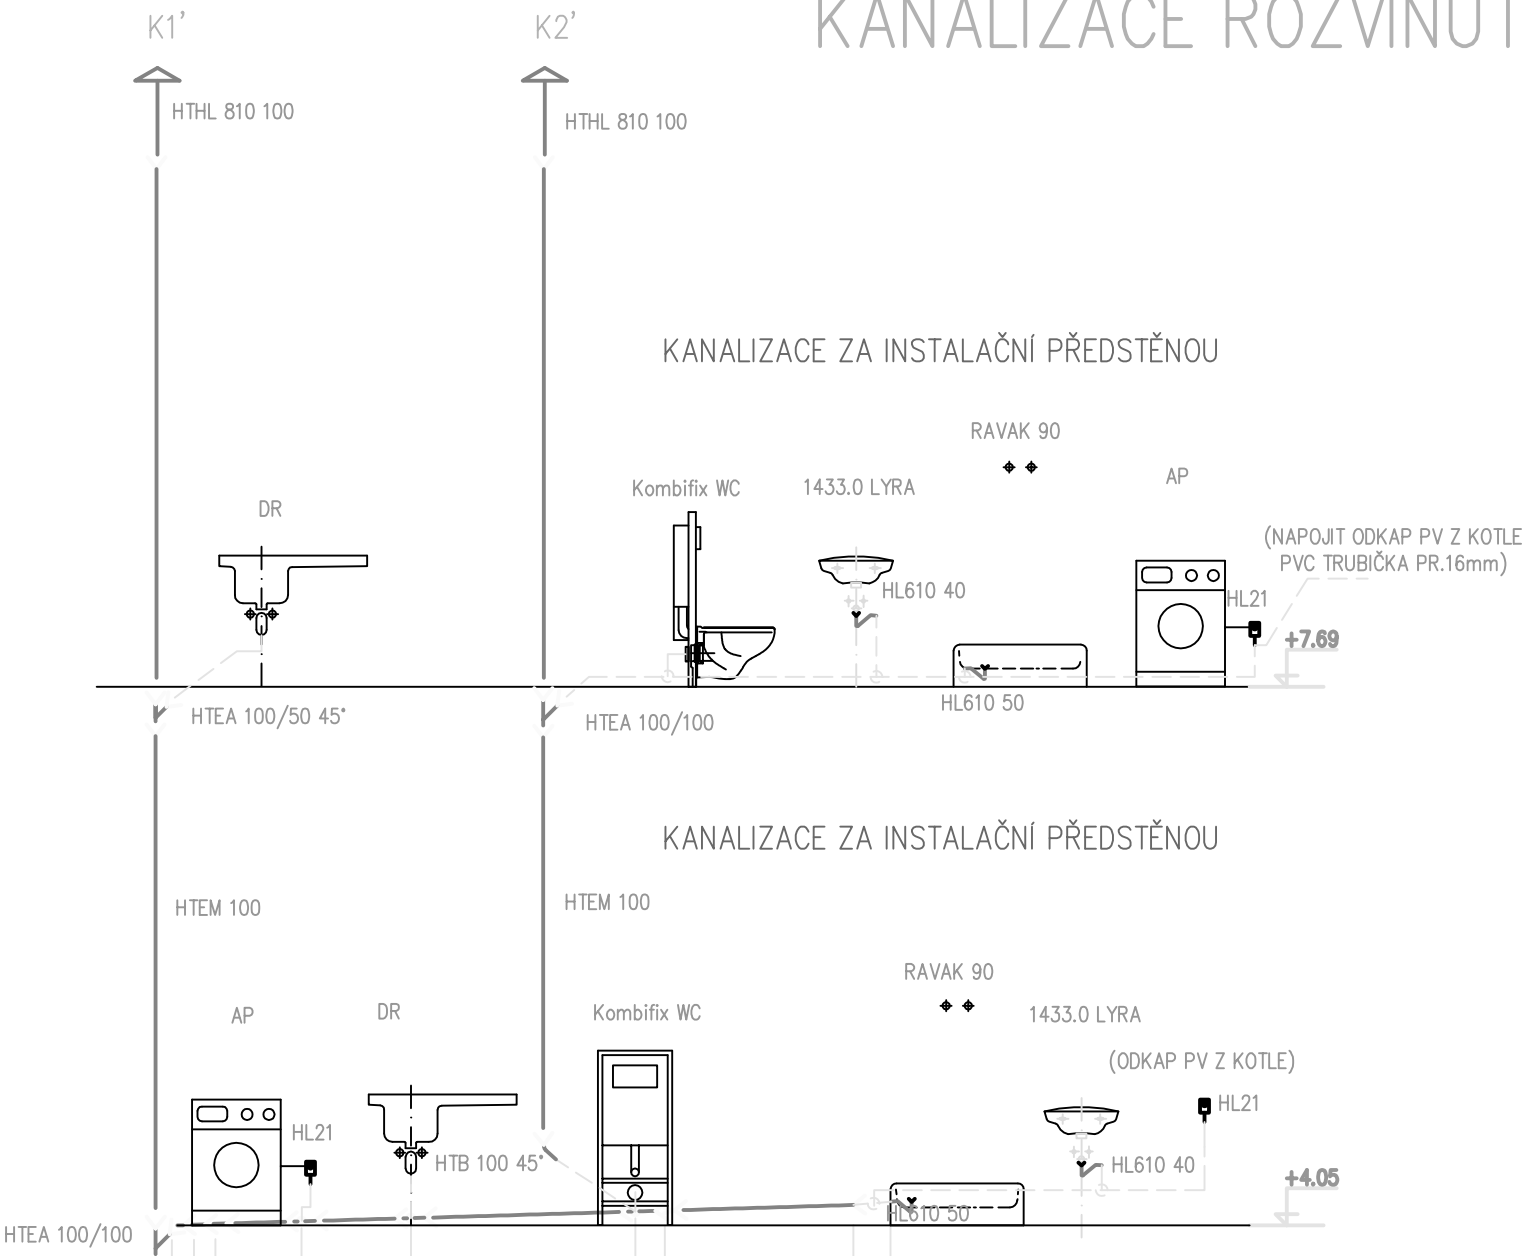 K1'
K2'
KANALIZACE ROZVINUT
HTHL 810 100
HTHL 810 100
KANALIZACE ZA INSTALAČNÍ PŘEDSTĚNOU
RAVAK 90
AP
Kombifix WC
1433.0 LYRA
DR
(NAPOJIT ODKAP PV Z KOTLE
PVC TRUBIČKA PR.16mm)
HL610 40
HL21
+7.69
HL610 50
HTEA 100/50 45°
HTEA 100/100
KANALIZACE ZA INSTALAČNÍ PŘEDSTĚNOU
HTEM 100
HTEM 100
RAVAK 90
AP
DR
Kombifix WC
1433.0 LYRA
(ODKAP PV Z KOTLE)
HL21
HL21
HTB 100 45°
HL610 40
+4.05
HL610 50
HTEA 100/100